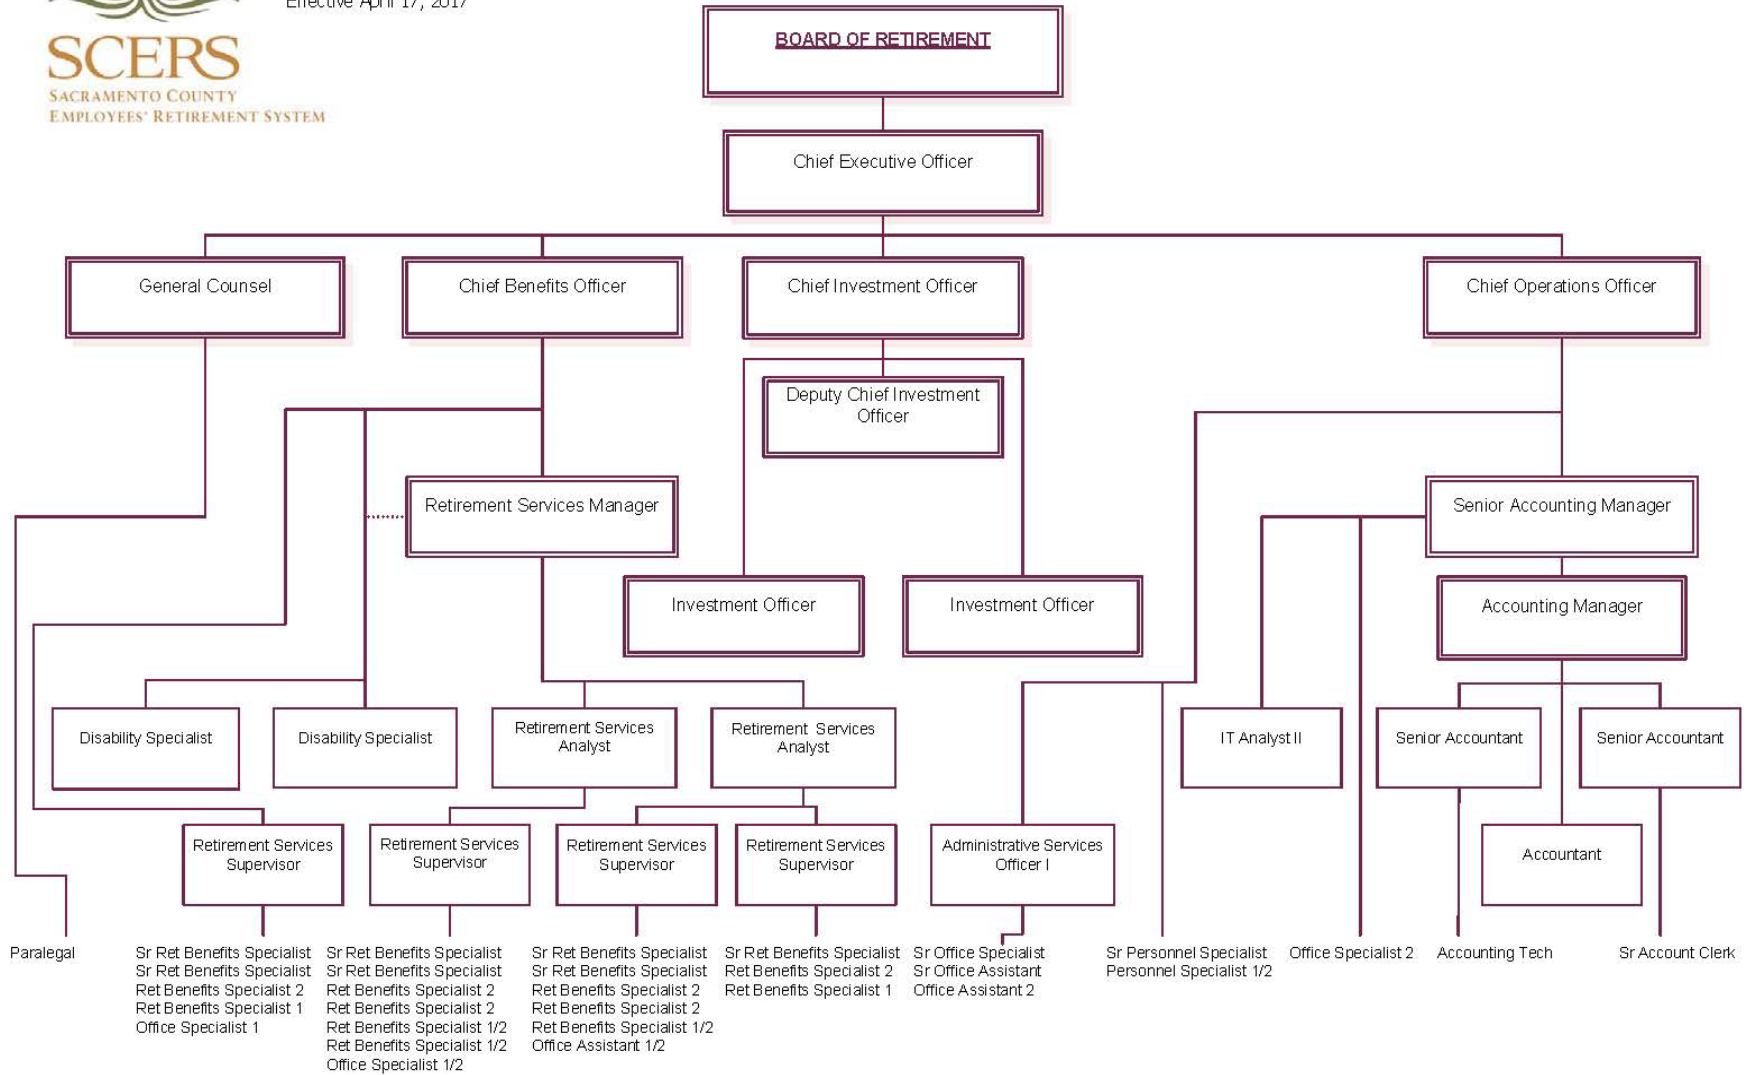 Effective April 17, 2017
SCERS
SACRAMENTO COUNTY
EMPLOYEES' RETIREMENT SYSTEM
BOARD OF RETIREMENT
Chief Executive Officer
General Counsel
Chief Benefits Officer
Chief Investment Officer
Chief Operations Officer
Deputy Chief Investment
Officer
Retirement Services Manager
Senior Accounting Manager
Investment Officer
Investment Officer
Accounting Manager
Disability Specialist
Disability Specialist
Retirement Services
Analyst
Retirement Services
Analyst
IT Analyst II
Senior Accountant
Senior Accountant
Retirement Services
Supervisor
Retirement Services
Supervisor
Retirement Services
Supervisor
Retirement Services
Supervisor
Administrative Services
Officer I
Accountant
Paralegal
Sr Ret Benefits Specialist
Sr Ret Benefits Specialist
Ret Benefits Specialist 2
Ret Benefits Specialist 1
Office Specialist 1
Sr Ret Benefits Specialist
Sr Ret Benefits Specialist
Ret Benefits Specialist 2
Ret Benefits Specialist 2
Ret Benefits Specialist 1/2
Ret Benefits Specialist 1/2
Office Specialist 1/2
Sr Ret Benefits Specialist
Sr Ret Benefits Specialist
Ret Benefits Specialist 2
Ret Benefits Specialist 2
Ret Benefits Specialist 1/2
Office Assistant 1/2
Sr Ret Benefits Specialist
Ret Benefits Specialist 2
Ret Benefits Specialist 1
Sr Office Specialist
Sr Office Assistant
Office Assistant 2
Sr Personnel Specialist
Personnel Specialist 1/2
Office Specialist 2
Accounting Tech
Sr Account Clerk